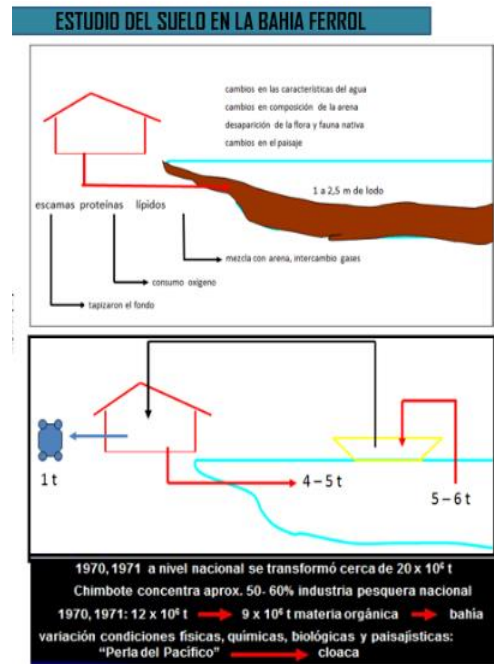 ESTUDIO DEL SUELO EN LA BAHIA FERROL
cambios en las características del agua
cambios en composición de la arena
desaparición de la flora y fauna nativa
cambios en el paisaje
1 a 2,5 m de lodo
escamas proteínas lípidos
mezcla con arena, intercambio gases
consumo oxígeno
tapizaron el fondo
1 t
4 – 5 t
5 – 6 t
1970, 1971 a nivel nacional se transformó cerca de 20 x 10⁶ t
Chimbote concentra aprox. 50- 60% industria pesquera nacional
1970, 1971: 12 x 10⁶ t 9 x 10⁶ t materia orgánica bahía
variación condiciones físicas, químicas, biológicas y paisajísticas:
“Perla del Pacífico” cloaca